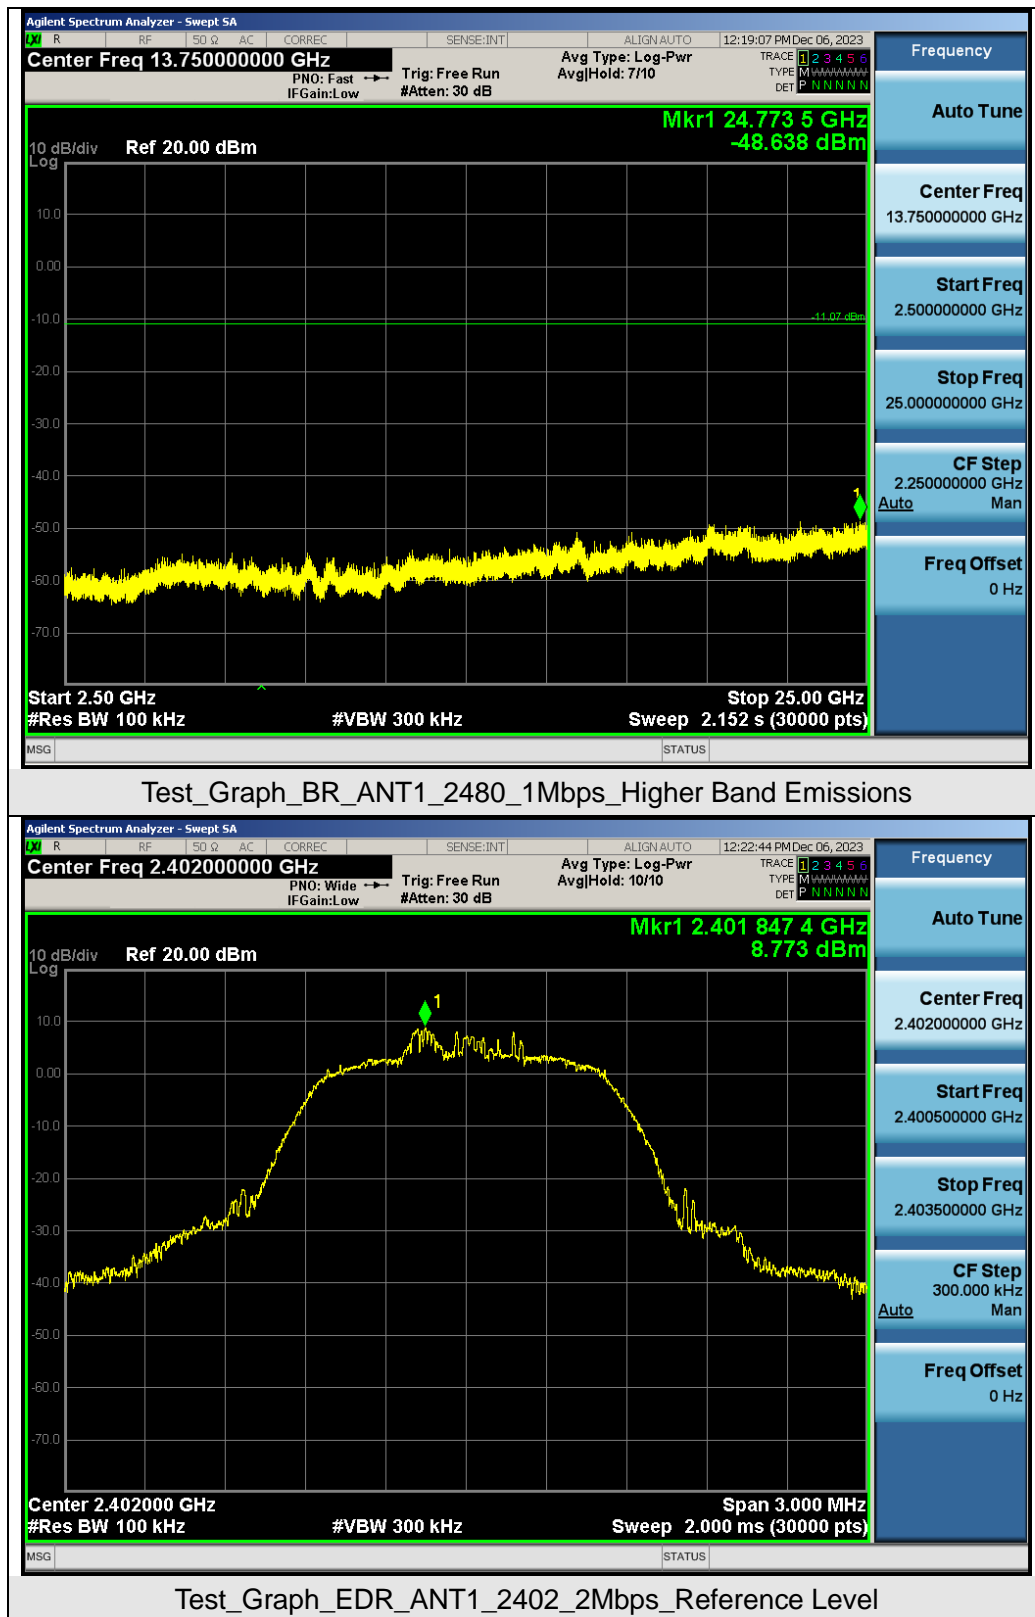 Agilent Spectrum Analyzer - Swept SA
LXI R RF 50 Ω AC CORREC SENSE:INT ALIGN AUTO 12:19:07 PM Dec 06, 2023
Center Freq 13.750000000 GHz
PNO: Fast
IFGain:Low
Trig: Free Run
#Atten: 30 dB
Avg Type: Log-Pwr
Avg|Hold: 7/10
TRACE 1 2 3 4 5 6
TYPE M WWWWW
DET P N N N N N
Mkr1 24.773 5 GHz
-48.638 dBm
10 dB/div Ref 20.00 dBm
Log
10.0
0.00
-10.0
-11.07 dBm
-20.0
-30.0
-40.0
1
-50.0
-60.0
-70.0
Start 2.50 GHz Stop 25.00 GHz
#Res BW 100 kHz #VBW 300 kHz Sweep 2.152 s (30000 pts)
MSG STATUS
Frequency
Auto Tune
Center Freq
13.750000000 GHz
Start Freq
2.500000000 GHz
Stop Freq
25.000000000 GHz
CF Step
2.250000000 GHz
Auto Man
Freq Offset
0 Hz
Test_Graph_BR_ANT1_2480_1Mbps_Higher Band Emissions
Agilent Spectrum Analyzer - Swept SA
LXI R RF 50 Ω AC CORREC SENSE:INT ALIGN AUTO 12:22:44 PM Dec 06, 2023
Center Freq 2.402000000 GHz
PNO: Wide
IFGain:Low
Trig: Free Run
#Atten: 30 dB
Avg Type: Log-Pwr
Avg|Hold: 10/10
TRACE 1 2 3 4 5 6
TYPE M WWWWW
DET P N N N N N
Mkr1 2.401 847 4 GHz
8.773 dBm
10 dB/div Ref 20.00 dBm
Log
1
10.0
0.00
-10.0
-20.0
-30.0
-40.0
-50.0
-60.0
-70.0
Center 2.402000 GHz Span 3.000 MHz
#Res BW 100 kHz #VBW 300 kHz Sweep 2.000 ms (30000 pts)
MSG STATUS
Frequency
Auto Tune
Center Freq
2.402000000 GHz
Start Freq
2.400500000 GHz
Stop Freq
2.403500000 GHz
CF Step
300.000 kHz
Auto Man
Freq Offset
0 Hz
Test_Graph_EDR_ANT1_2402_2Mbps_Reference Level